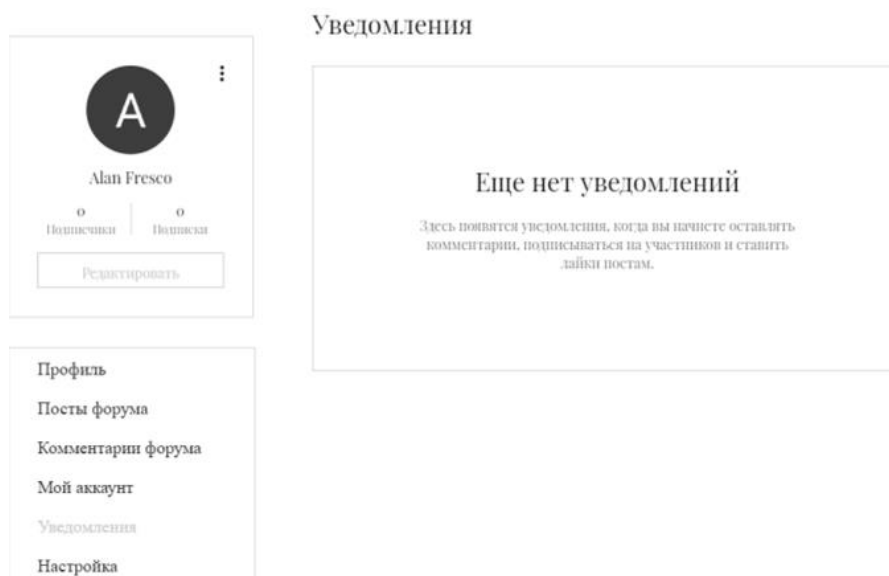 Уведомления
A
Alan Fresco
0
0
Подписчики
Подписки
Редактировать
Еще нет уведомлений
Здесь появятся уведомления, когда вы начнете оставлять
комментарии, подписываться на участников и ставить
лайки постам.
Профиль
Посты форума
Комментарии форума
Мой аккаунт
Уведомления
Настройка